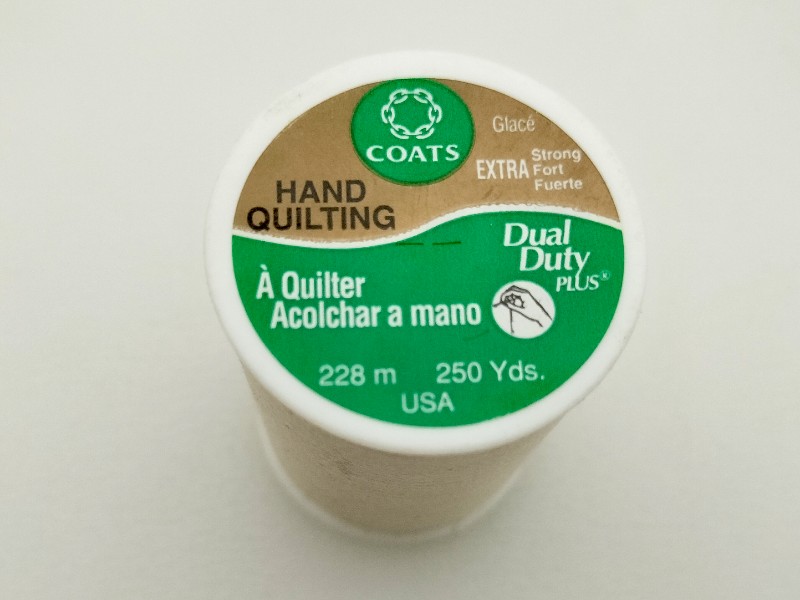 COATS
Glacé
EXTRA Strong
Fort
Fuerte
HAND
QUILTING
Dual
Duty
PLUS®
À Quilter
Acolchar a mano
228 m 250 Yds.
USA